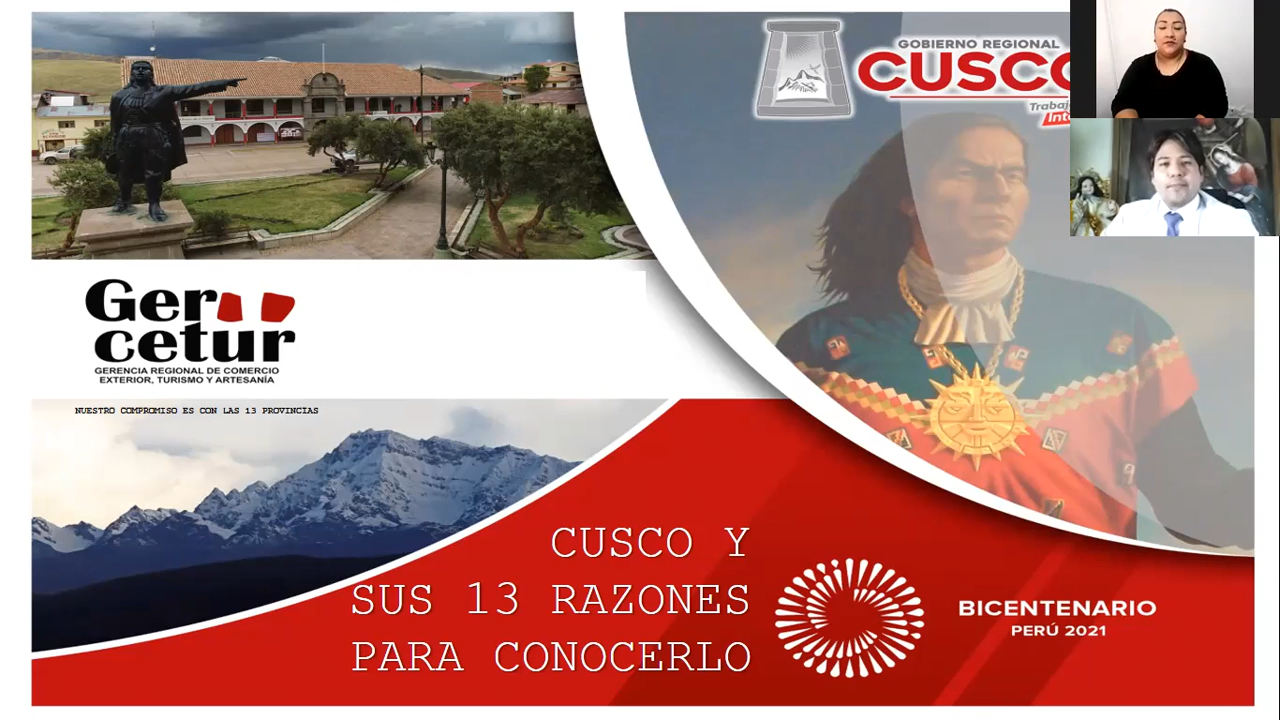 GOBIERNO REGIONAL
CUSCO
Ger
cetur
GERENCIA REGIONAL DE COMERCIO
EXTERIOR, TURISMO Y ARTESANÍA
NUESTRO COMPROMISO ES CON LAS 13 PROVINCIAS
CUSCO Y
SUS 13 RAZONES
PARA CONOCERLO
BICENTENARIO
PERÚ 2021